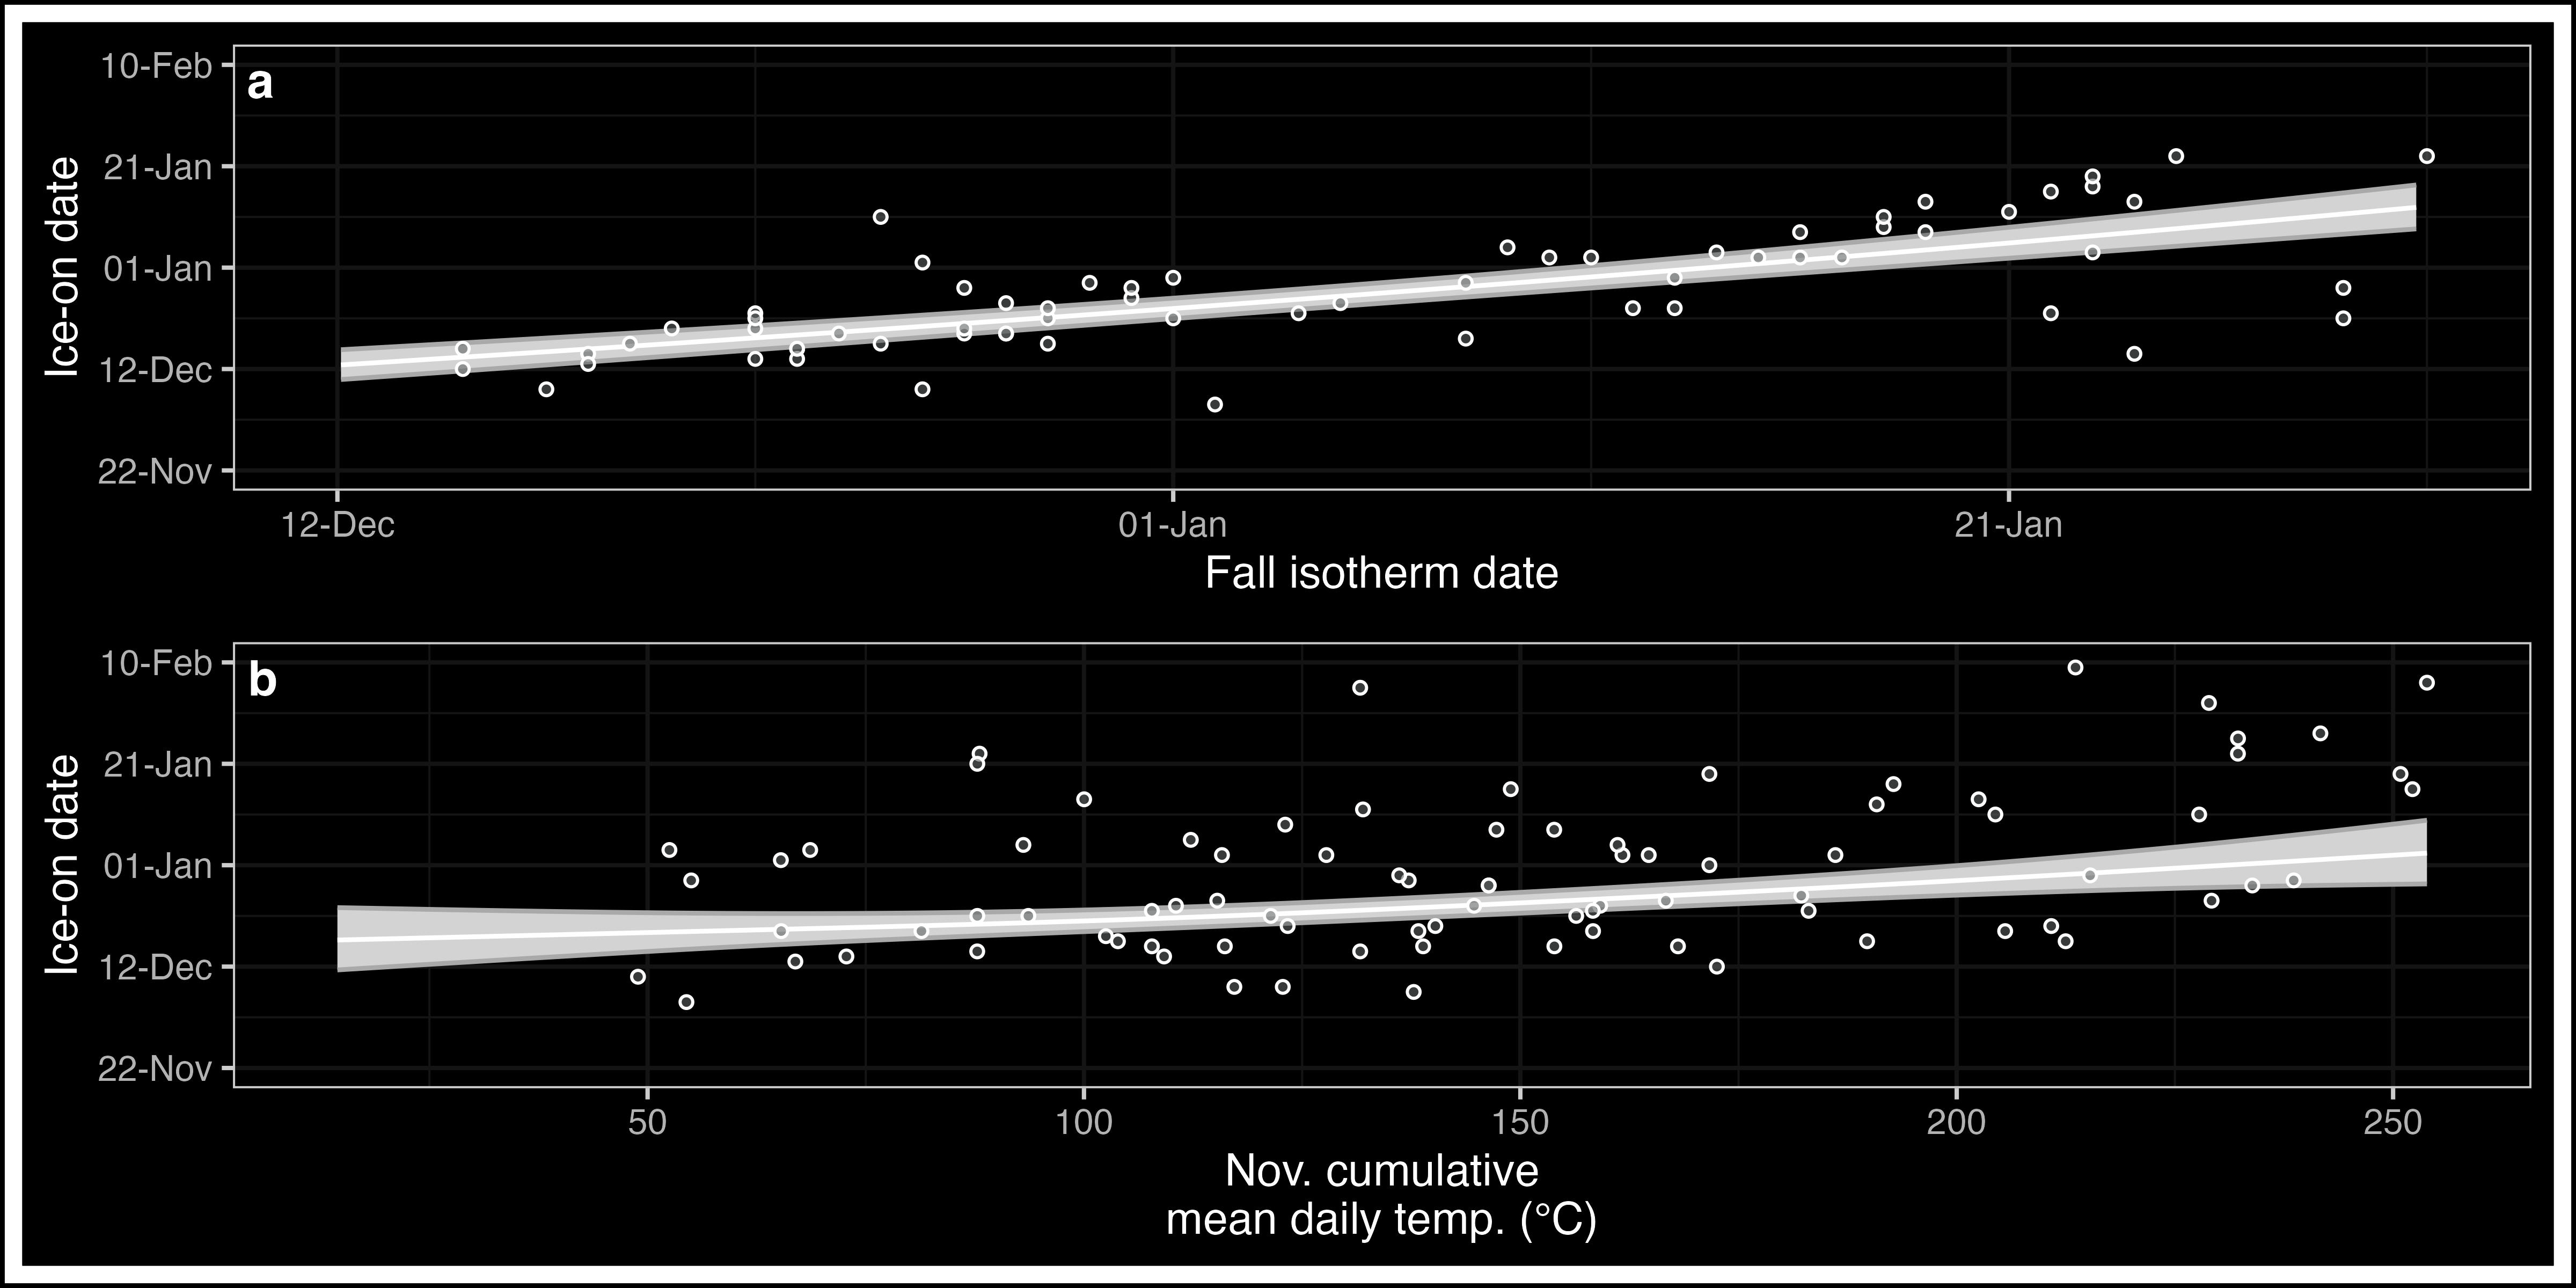 a
10-Feb
21-Jan
01-Jan
12-Dec
22-Nov
Ice-on date
12-Dec 01-Jan 21-Jan
Fall isotherm date
b
10-Feb
21-Jan
01-Jan
12-Dec
22-Nov
Ice-on date
50 100 150 200 250
Nov. cumulative
mean daily temp. (°C)